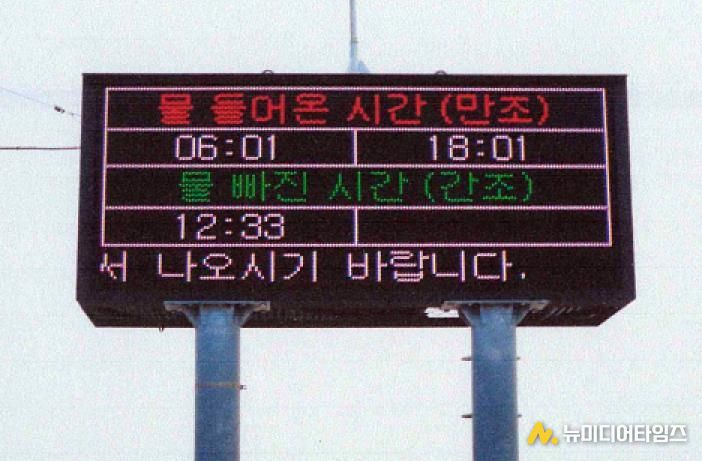 물 들어온 시간 (만조)
06:01 18:01
물 빠진 시간 (간조)
12:33
서 나오시기 바랍니다.
뉴미디어타임즈